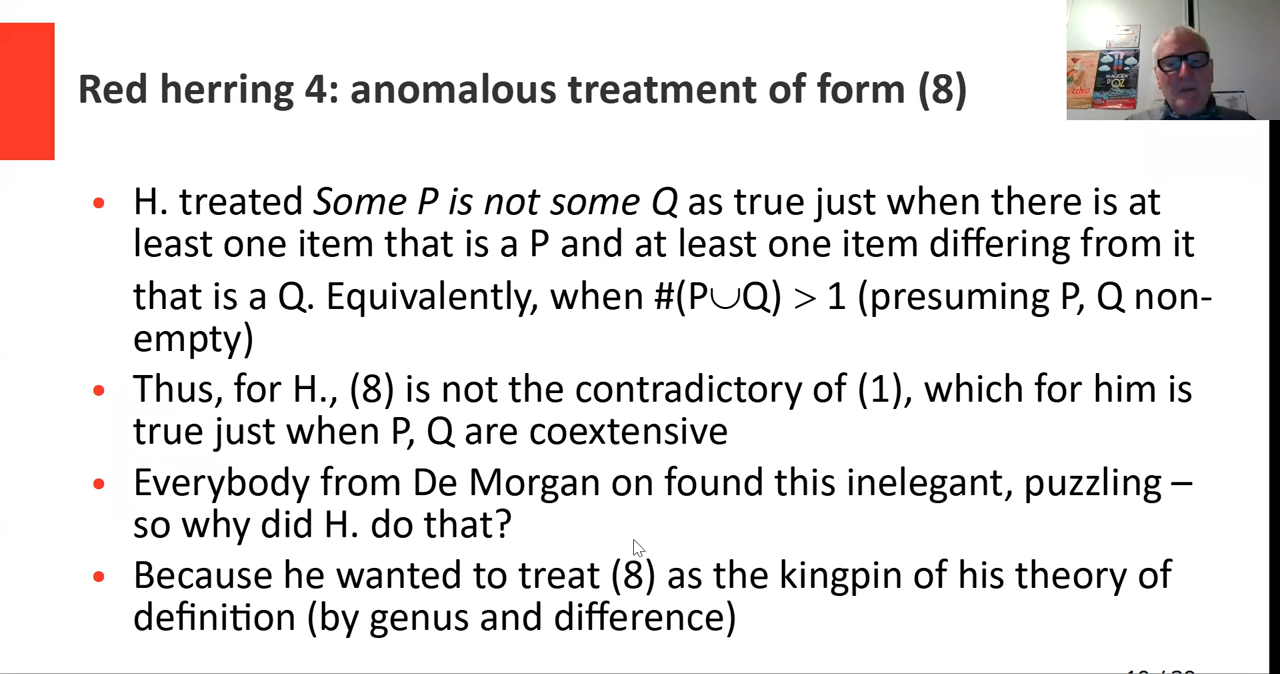 Red herring 4: anomalous treatment of form (8)
• H. treated Some P is not some Q as true just when there is at
least one item that is a P and at least one item differing from it
that is a Q. Equivalently, when #(P∪Q) > 1 (presuming P, Q non-
empty)
• Thus, for H., (8) is not the contradictory of (1), which for him is
true just when P, Q are coextensive
• Everybody from De Morgan on found this inelegant, puzzling –
so why did H. do that?
• Because he wanted to treat (8) as the kingpin of his theory of
definition (by genus and difference)